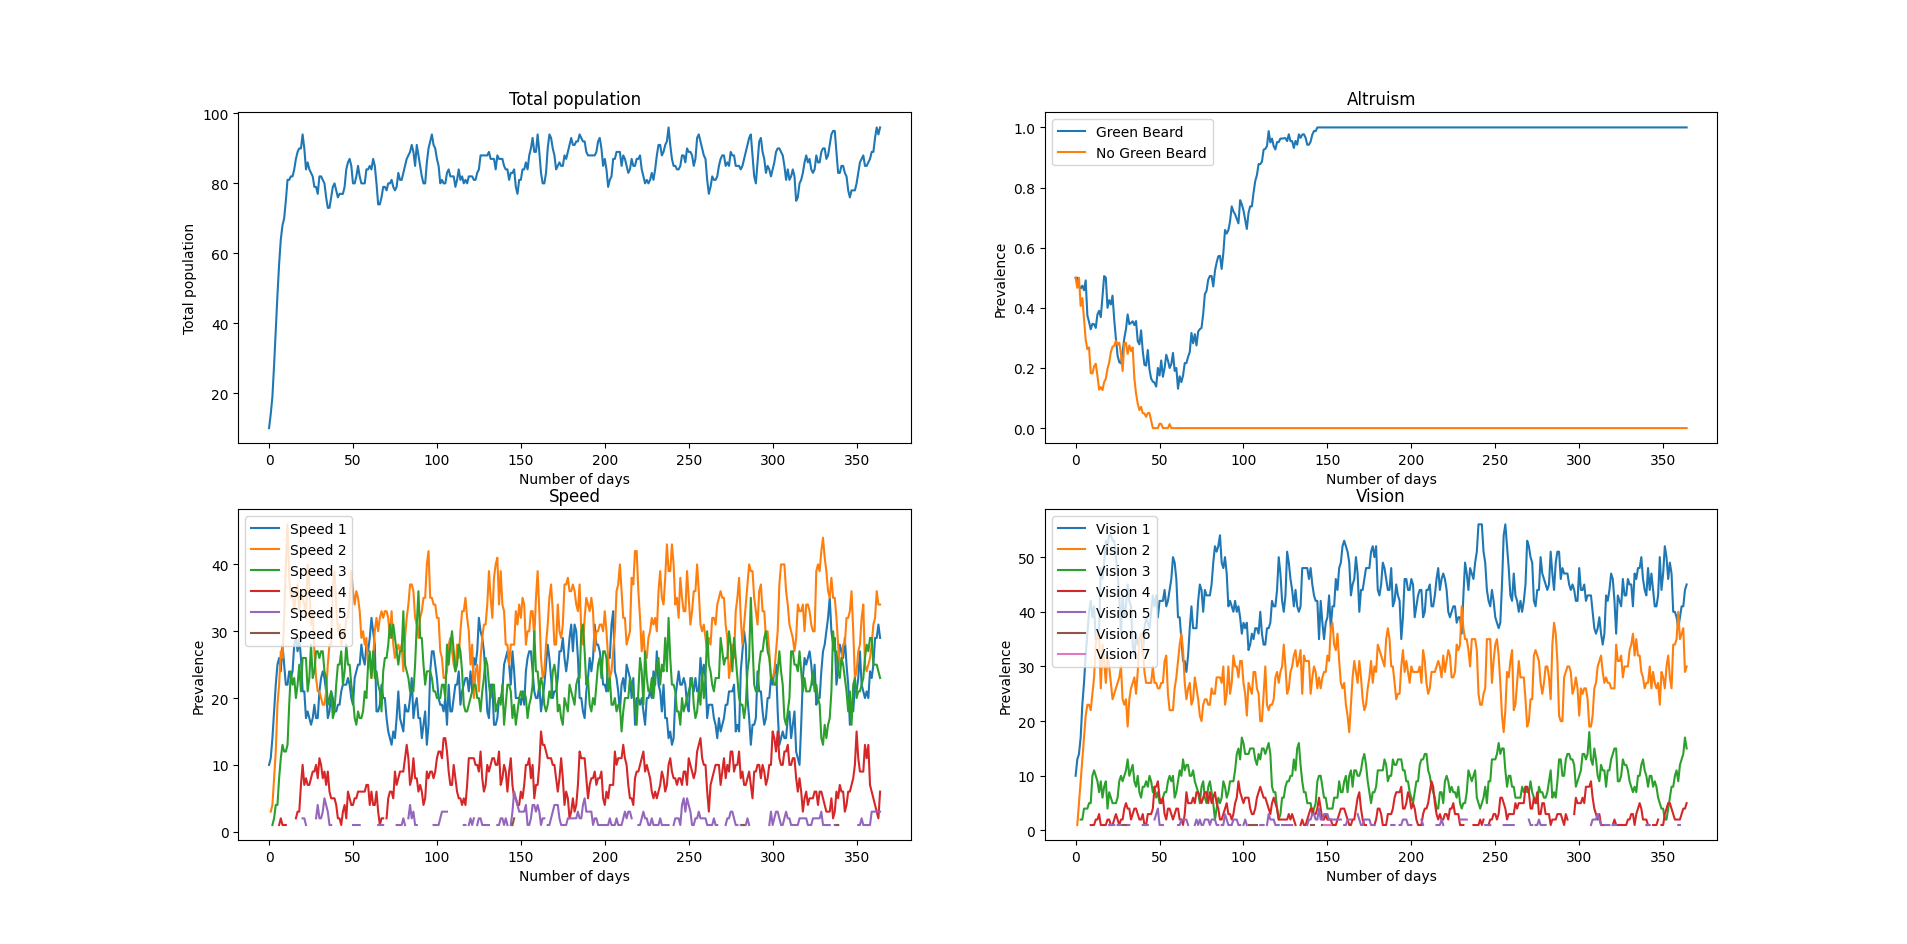 Total population
Total population
100
80
60
40
20
0 50 100 150 200 250 300 350
Number of days
Altruism
Green Beard
No Green Beard
Prevalence
1.0
0.8
0.6
0.4
0.2
0.0
0 50 100 150 200 250 300 350
Number of days
Speed
Speed 1
Speed 2
Speed 3
Speed 4
Speed 5
Speed 6
Prevalence
40
30
20
10
0
0 50 100 150 200 250 300 350
Number of days
Vision
Vision 1
Vision 2
Vision 3
Vision 4
Vision 5
Vision 6
Vision 7
Prevalence
50
40
30
20
10
0
0 50 100 150 200 250 300 350
Number of days